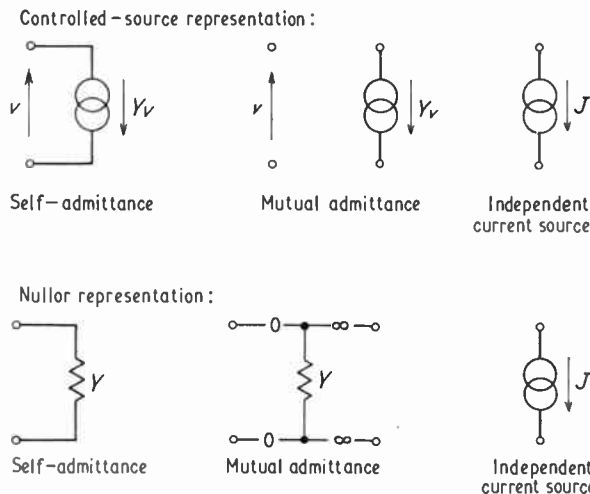 Controlled-source representation:
v Yv v Yv J
Self-admittance Mutual admittance Independent
current source
Nullor representation:
0 ∞
Y Y J
0 ∞
Self-admittance Mutual admittance Independent
current source